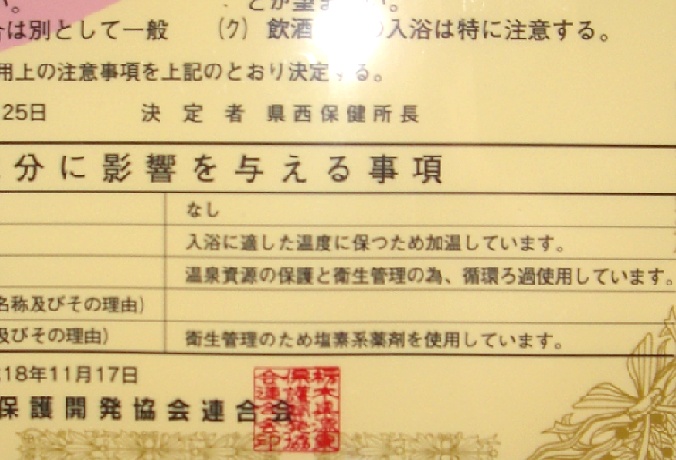 い。 とが望 い。
は別として一般 (ク) 飲酒 の入浴は特に注意する。
用上の注意事項を上記のとおり決定する。
25日 決定者 県西保健所長
分に影響を与える事項
なし
入浴に適した温度に保つため加温しています。
温泉資源の保護と衛生管理の為、循環ろ過使用しています。
名称及びその理由)
及びその理由) 衛生管理のため塩素系薬剤を使用しています。
18年11月17日
保護開発協会連合会